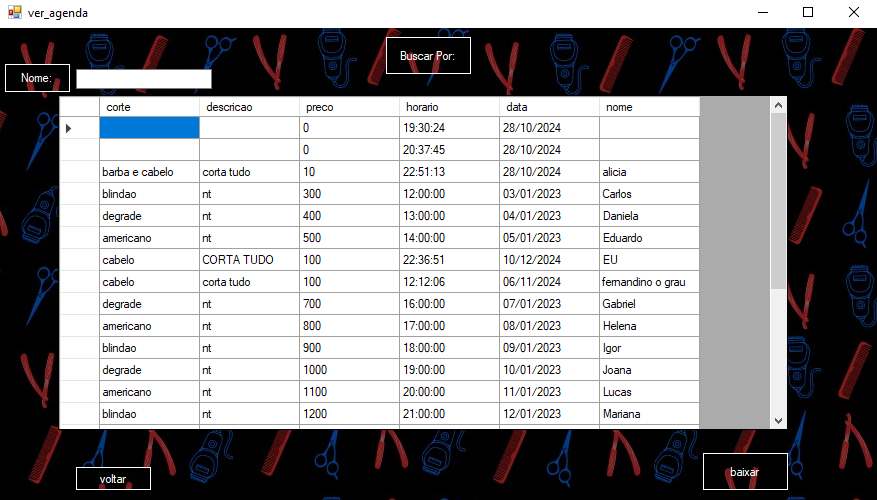 ver_agenda
Buscar Por:
Nome:
corte descricao preco horario data nome
0 19:30:24 28/10/2024
0 20:37:45 28/10/2024
barba e cabelo corta tudo 10 22:51:13 28/10/2024 alicia
blindao nt 300 12:00:00 03/01/2023 Carlos
degrade nt 400 13:00:00 04/01/2023 Daniela
americano nt 500 14:00:00 05/01/2023 Eduardo
cabelo CORTA TUDO 100 22:36:51 10/12/2024 EU
cabelo corta tudo 100 12:12:06 06/11/2024 fernandino o grau
degrade nt 700 16:00:00 07/01/2023 Gabriel
americano nt 800 17:00:00 08/01/2023 Helena
blindao nt 900 18:00:00 09/01/2023 Igor
degrade nt 1000 19:00:00 10/01/2023 Joana
americano nt 1100 20:00:00 11/01/2023 Lucas
blindao nt 1200 21:00:00 12/01/2023 Mariana
voltar
baixar